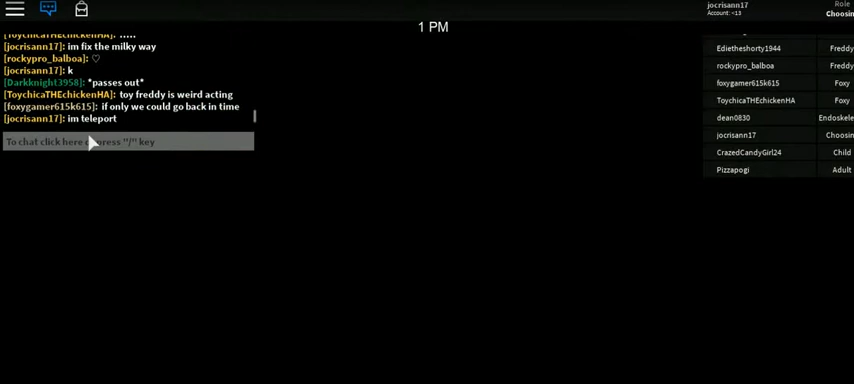 jocrisann17
Account: <13
Role
Choosin
1 PM
[ToychicaTHEchickenHA]: .....
[jocrisann17]: im fix the milky way
[rockypro_balboa]: ♡
[jocrisann17]: k
[Darkknight3958]: *passes out*
[ToychicaTHEchickenHA]: toy freddy is weird acting
[foxygamer615k615]: if only we could go back in time
[jocrisann17]: im teleport
To chat click here press "/" key
Edietheshorty1944 Freddy
rockypro_balboa Freddy
foxygamer615k615 Foxy
ToychicaTHEchickenHA Foxy
dean0830 Endoskele
jocrisann17 Choosin
CrazedCandyGirl24 Child
Pizzapogi Adult